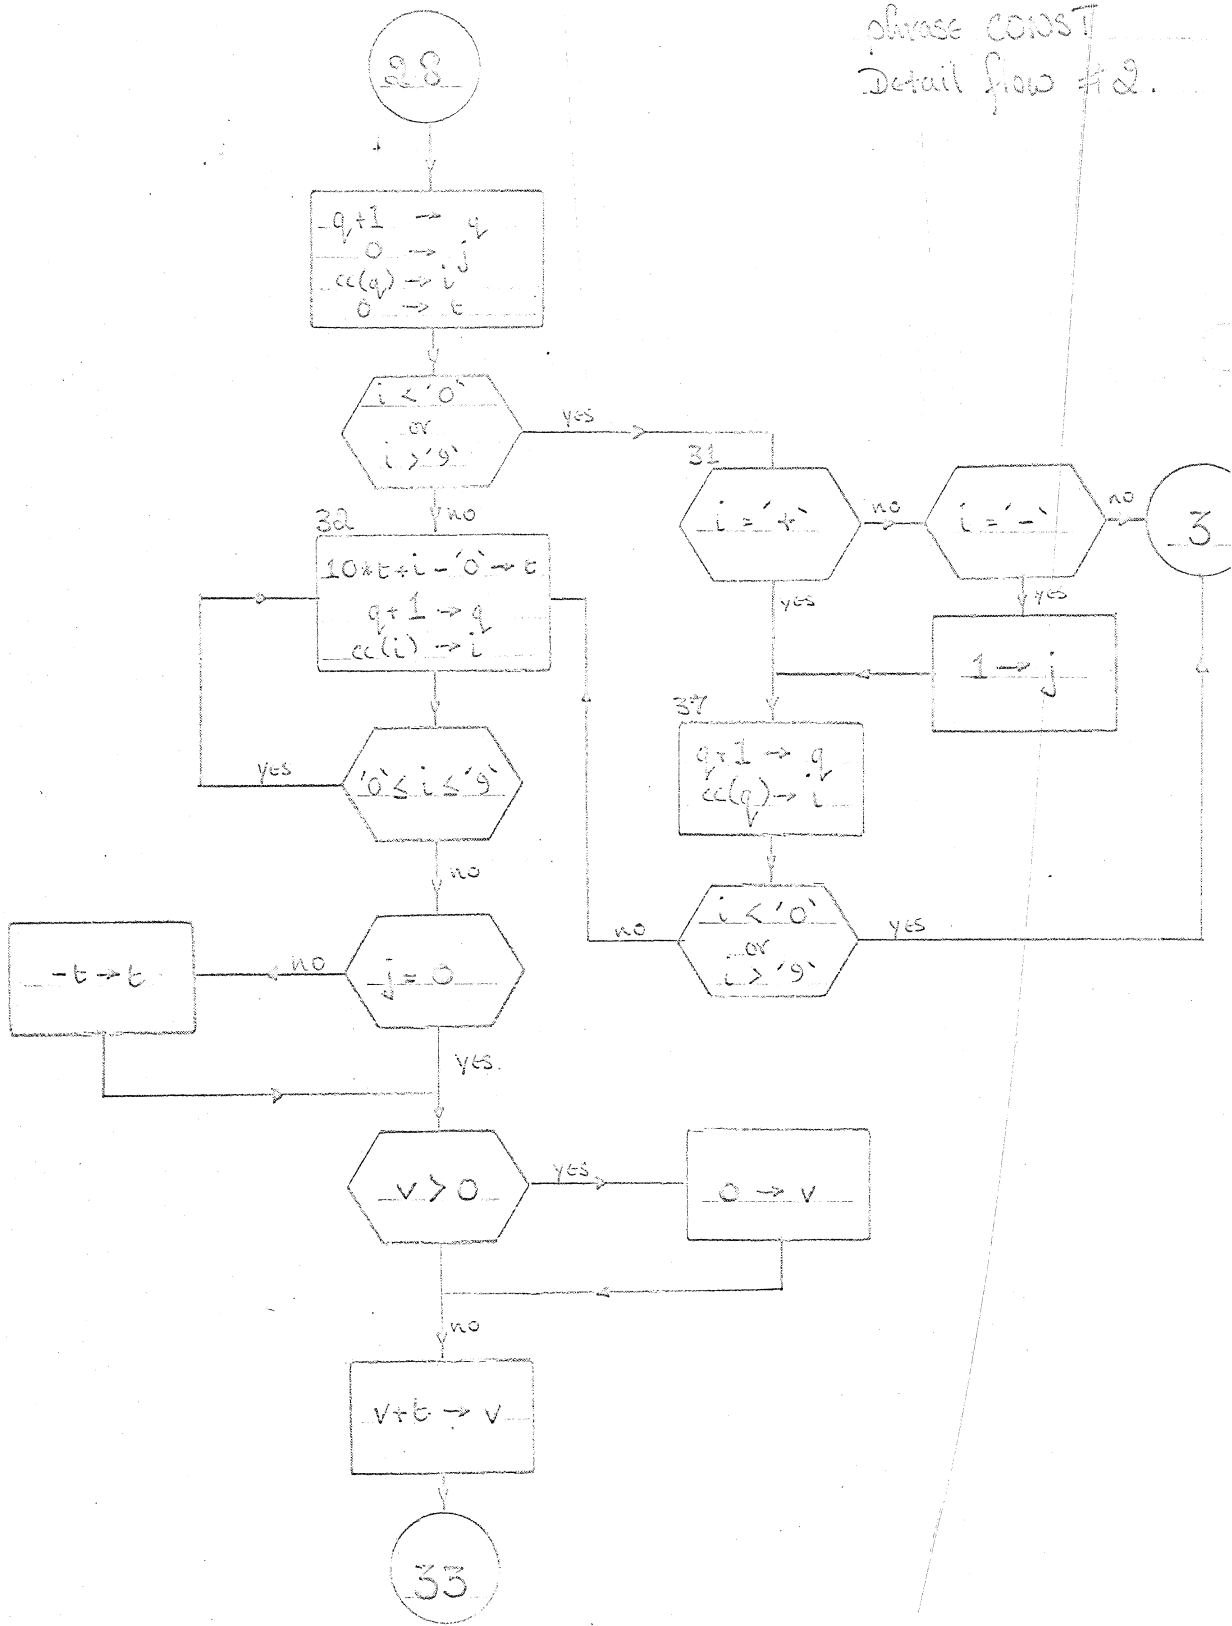 phrase CONST
Detail flow #2.
28
q+1 → q
0 → j
cc(q) → i
0 → t
i < '0'
or
i > '9'
yes
no
31
i = '+'
no
i = '-'
no
3
yes
yes
1 → j
32
10*t+i-'0' → t
q+1 → q
cc(i) → i
37
q+1 → q
cc(q) → i
'0' ≤ i ≤ '9'
yes
no
i < '0'
or
i > '9'
no
yes
j = 0
no
-t → t
yes.
v > 0
yes
0 → v
no
v+t → v
33